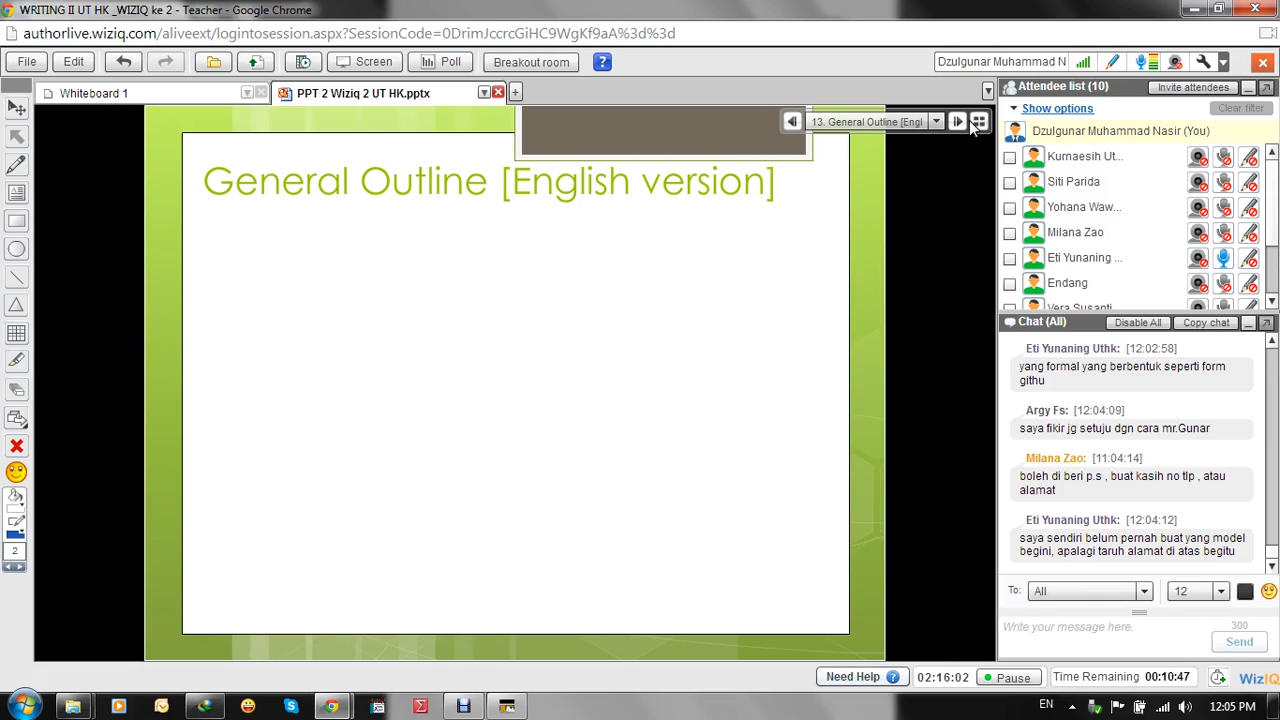 WRITING II UT HK _WIZIQ ke 2 - Teacher - Google Chrome
authorlive.wiziq.com/aliveext/logintosession.aspx?SessionCode=0DrimJccrcGiHC9WgKf9aA%3d%3d
File Edit Screen Poll Breakout room ? Dzulgunar Muhammad N
Whiteboard 1 PPT 2 Wiziq 2 UT HK.pptx +
13. General Outline [Engl
General Outline [English version]
2
Attendee list (10) Invite attendees
Show options Clear filter
Dzulgunar Muhammad Nasir (You)
Kurnaesih Ut...
Siti Parida
Yohana Waw...
Milana Zao
Eti Yunaning ...
Endang
Vera Susanti
Chat (All) Disable All Copy chat
Eti Yunaning Uthk: [12:02:58]
yang formal yang berbentuk seperti form
githu
Argy Fs: [12:04:09]
saya fikir jg setuju dgn cara mr.Gunar
Milana Zao: [11:04:14]
boleh di beri p.s , buat kasih no tlp , atau
alamat
Eti Yunaning Uthk: [12:04:12]
saya sendiri belum pernah buat yang model
begini, apalagi taruh alamat di atas begitu
To: All 12
Write your message here. 300
Send
Need Help ? 02:16:02 Pause Time Remaining 00:10:47 WizIQ
EN 12:05 PM